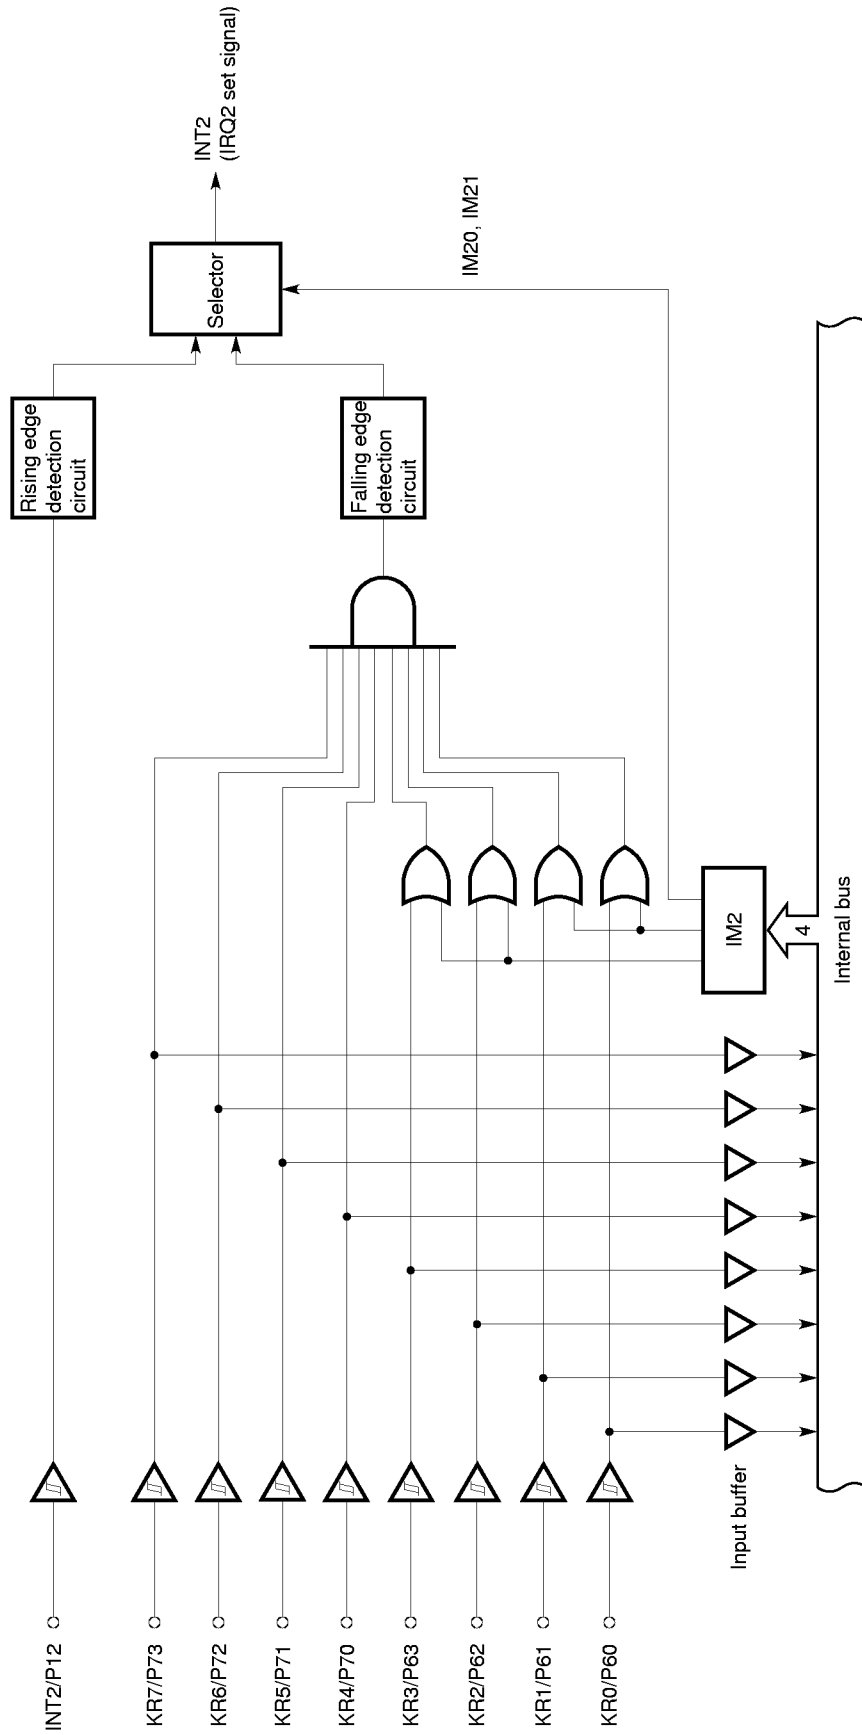 INT2/P12
KR7/P73
KR6/P72
KR5/P71
KR4/P70
KR3/P63
KR2/P62
KR1/P61
KR0/P60
Input buffer
Rising edge
detection
circuit
Falling edge
detection
circuit
Selector
INT2
(IRQ2 set signal)
IM20, IM21
IM2
4
Internal bus